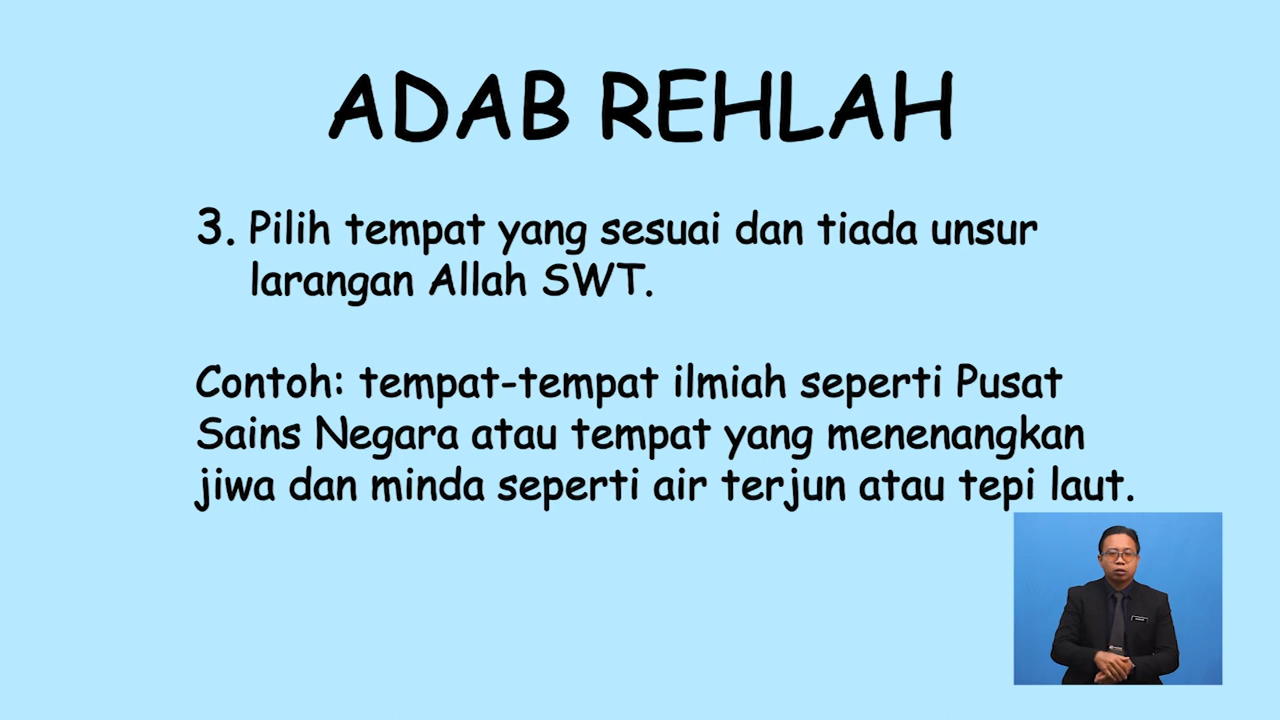 ADAB REHLAH
3. Pilih tempat yang sesuai dan tiada unsur
larangan Allah SWT.
Contoh: tempat-tempat ilmiah seperti Pusat
Sains Negara atau tempat yang menenangkan
jiwa dan minda seperti air terjun atau tepi laut.